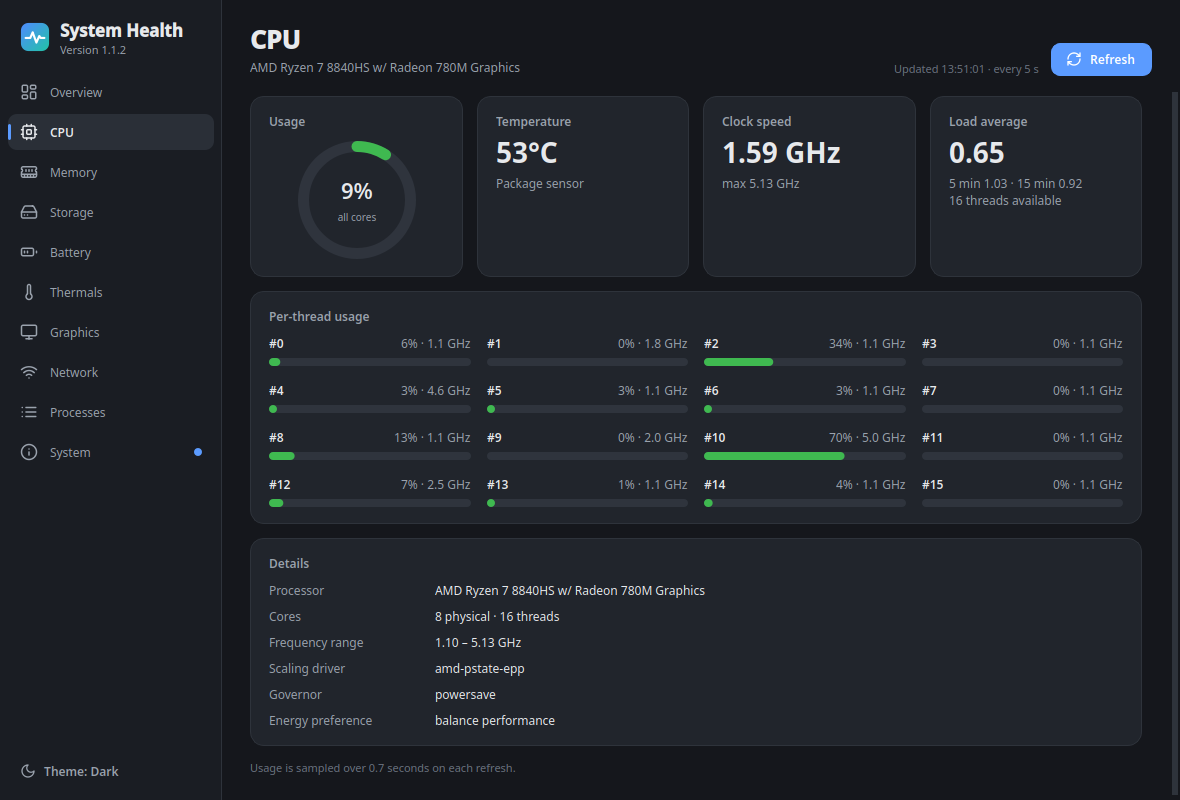 System Health
Version 1.1.2
Overview
CPU
Memory
Storage
Battery
Thermals
Graphics
Network
Processes
System
Theme: Dark
CPU
AMD Ryzen 7 8840HS w/ Radeon 780M Graphics
Updated 13:51:01 · every 5 s
Refresh
Usage
9%
all cores
Temperature
53°C
Package sensor
Clock speed
1.59 GHz
max 5.13 GHz
Load average
0.65
5 min 1.03 · 15 min 0.92
16 threads available
Per-thread usage
#0 6% · 1.1 GHz
#1 0% · 1.8 GHz
#2 34% · 1.1 GHz
#3 0% · 1.1 GHz
#4 3% · 4.6 GHz
#5 3% · 1.1 GHz
#6 3% · 1.1 GHz
#7 0% · 1.1 GHz
#8 13% · 1.1 GHz
#9 0% · 2.0 GHz
#10 70% · 5.0 GHz
#11 0% · 1.1 GHz
#12 7% · 2.5 GHz
#13 1% · 1.1 GHz
#14 4% · 1.1 GHz
#15 0% · 1.1 GHz
Details
Processor AMD Ryzen 7 8840HS w/ Radeon 780M Graphics
Cores 8 physical · 16 threads
Frequency range 1.10 – 5.13 GHz
Scaling driver amd-pstate-epp
Governor powersave
Energy preference balance performance
Usage is sampled over 0.7 seconds on each refresh.